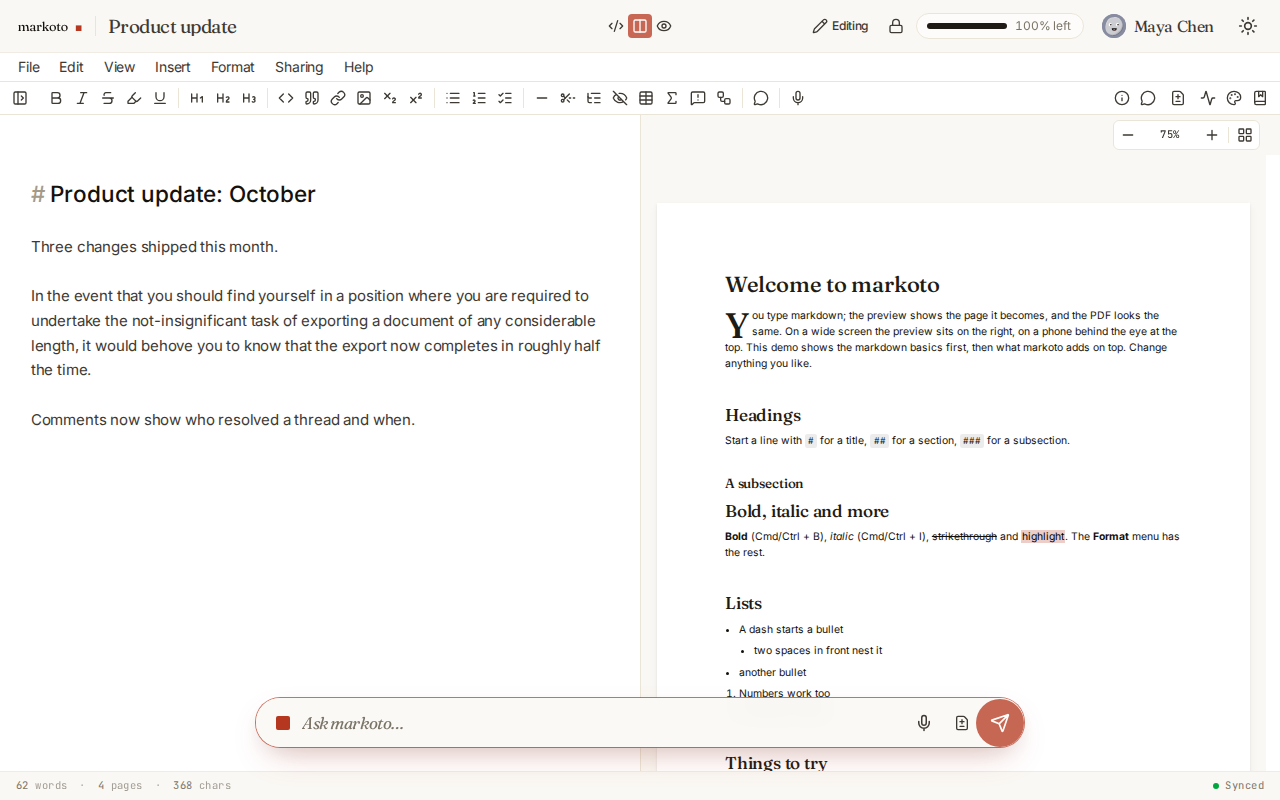 markoto
Product update
Editing
100% left
Maya Chen
File Edit View Insert Format Sharing Help
H1 H2 H3
75%
# Product update: October
Three changes shipped this month.
In the event that you should find yourself in a position where you are required to
undertake the not-insignificant task of exporting a document of any considerable
length, it would behove you to know that the export now completes in roughly half
the time.
Comments now show who resolved a thread and when.
Welcome to markoto
You type markdown; the preview shows the page it becomes, and the PDF looks the
same. On a wide screen the preview sits on the right, on a phone behind the eye at the
top. This demo shows the markdown basics first, then what markoto adds on top. Change
anything you like.
Headings
Start a line with # for a title, ## for a section, ### for a subsection.
A subsection
Bold, italic and more
Bold (Cmd/Ctrl + B), italic (Cmd/Ctrl + I), strikethrough and highlight. The Format menu has
the rest.
Lists
• A dash starts a bullet
• two spaces in front nest it
• another bullet
1. Numbers work too
Things to try
Ask markoto...
62 words · 4 pages · 368 chars
Synced